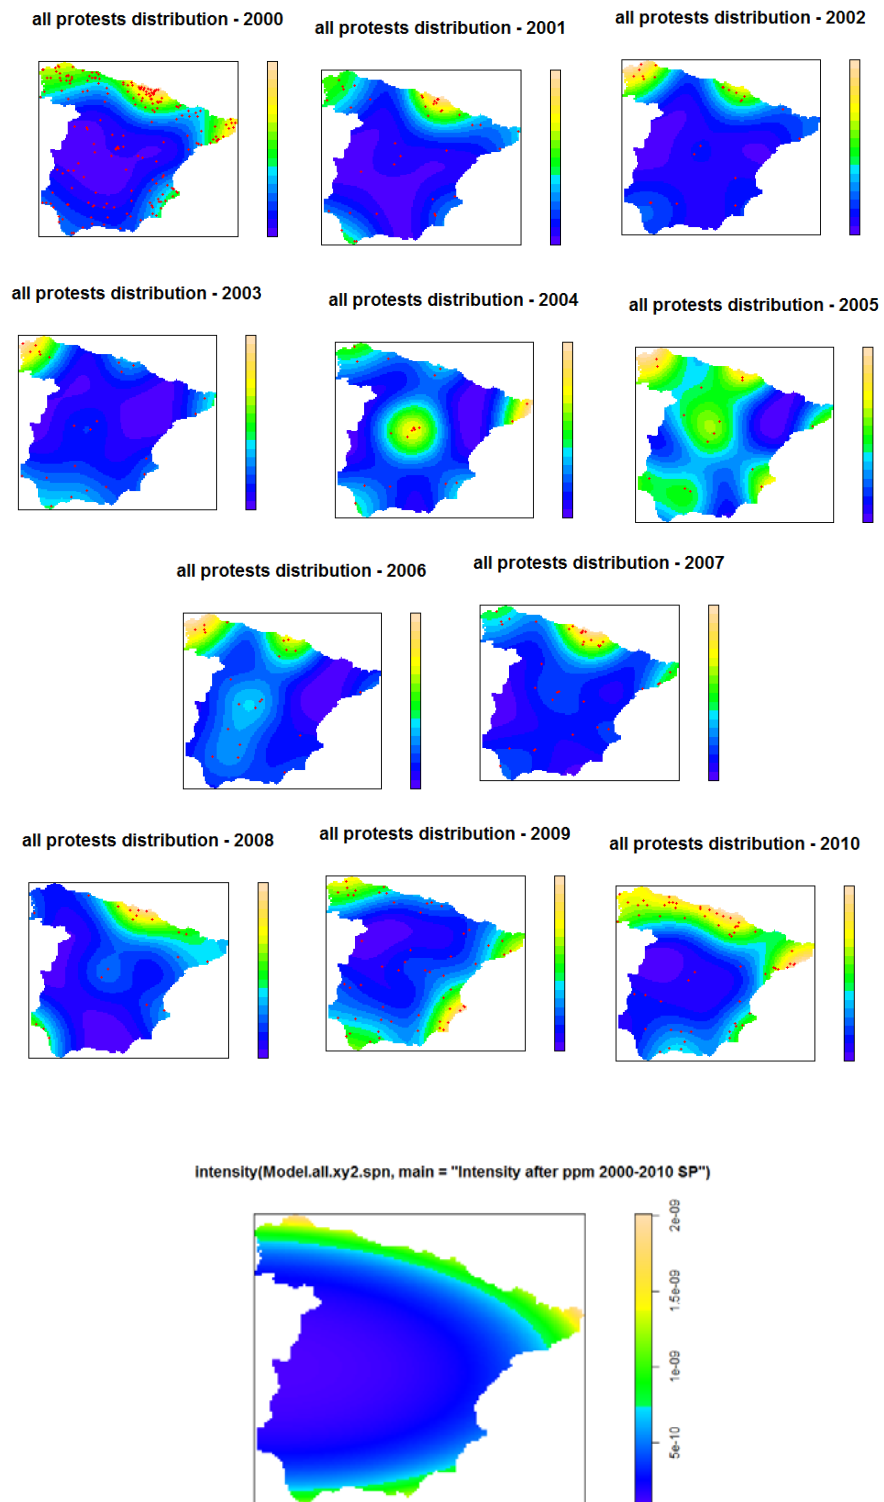 all protests distribution - 2000
all protests distribution - 2001
all protests distribution - 2002
all protests distribution - 2003
all protests distribution - 2004
all protests distribution - 2005
all protests distribution - 2006
all protests distribution - 2007
all protests distribution - 2008
all protests distribution - 2009
all protests distribution - 2010
intensity(Model.all.xy2.spn, main = "Intensity after ppm 2000-2010 SP")
2e-09
1.5e-09
1e-09
5e-10